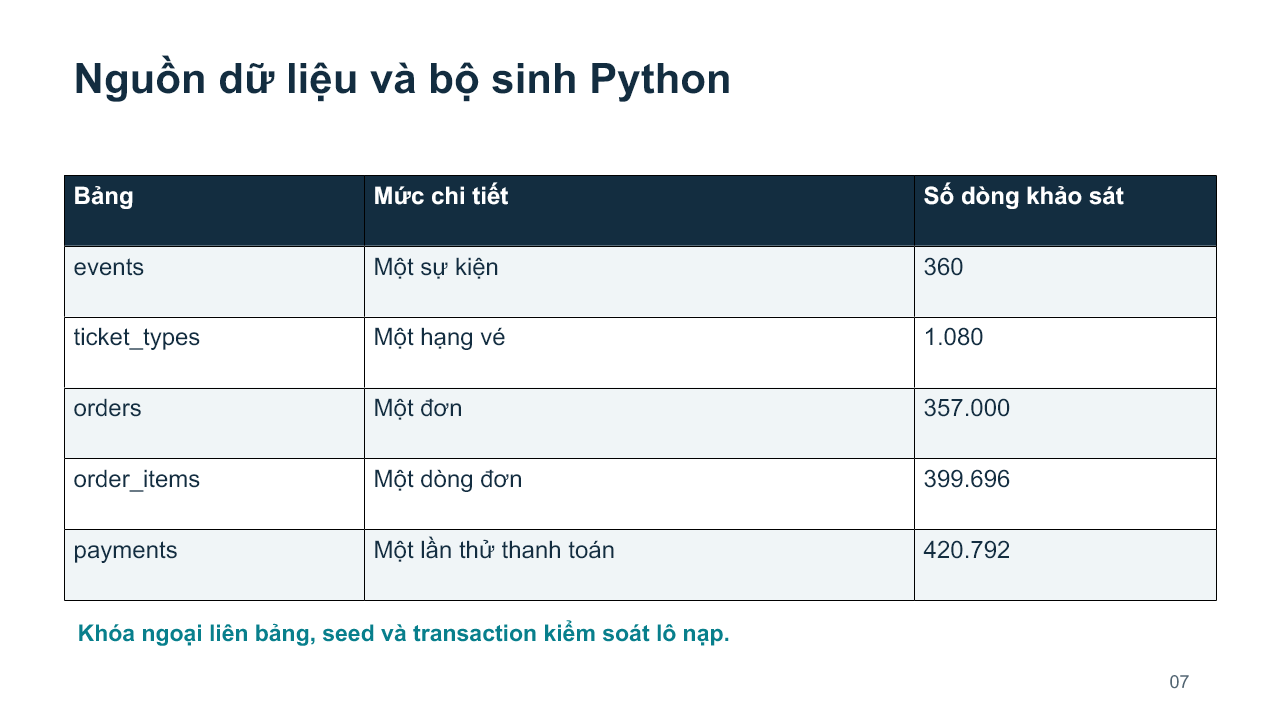 Nguồn dữ liệu và bộ sinh Python
Bảng Mức chi tiết Số dòng khảo sát
events Một sự kiện 360
ticket_types Một hạng vé 1.080
orders Một đơn 357.000
order_items Một dòng đơn 399.696
payments Một lần thử thanh toán 420.792
Khóa ngoại liên bảng, seed và transaction kiểm soát lô nạp.
07